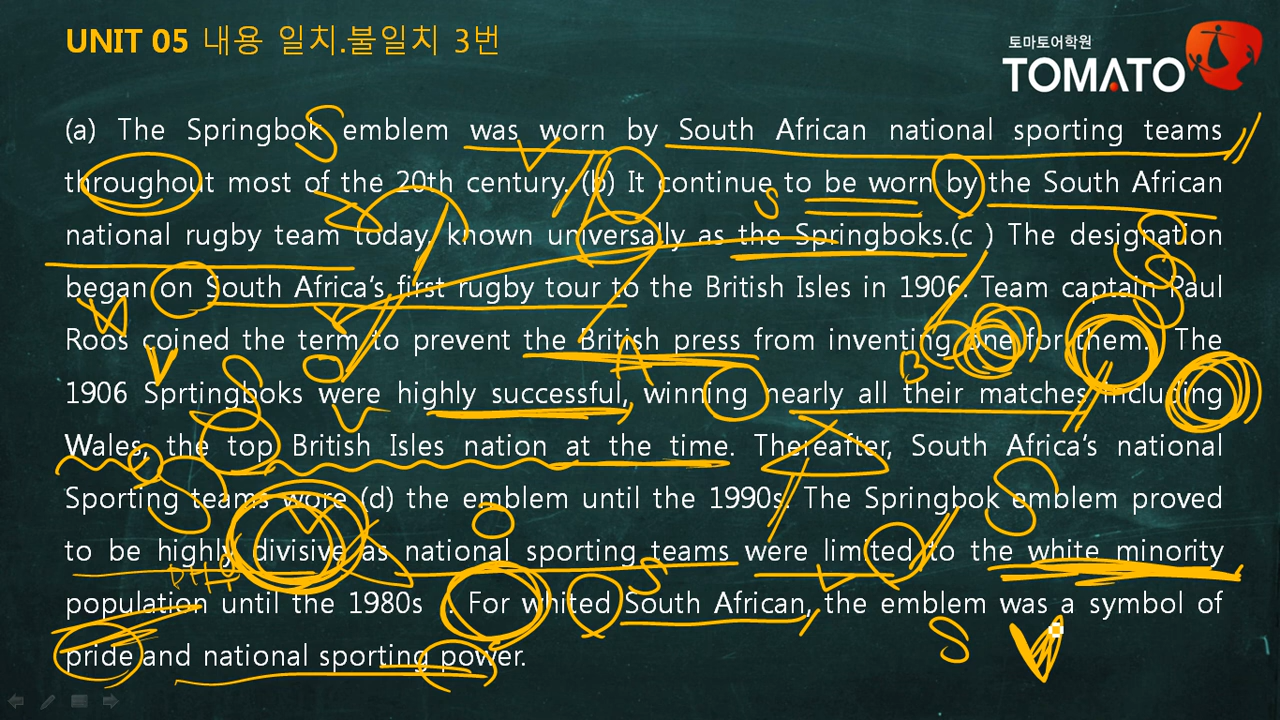 UNIT 05 내용 일치.불일치 3번
토마토어학원
TOMATO
(a) The Springbok emblem was worn by South African national sporting teams
throughout most of the 20th century. (b) It continue to be worn by the South African
national rugby team today, known universally as the Springboks.(c ) The designation
began on South Africa's first rugby tour to the British Isles in 1906. Team captain Paul
Roos coined the term to prevent the British press from inventing one for them. The
1906 Sprtingboks were highly successful, winning nearly all their matches including
Wales, the top British Isles nation at the time. Thereafter, South Africa's national
Sporting teams wore (d) the emblem until the 1990s. The Springbok emblem proved
to be highly divisive as national sporting teams were limited to the white minority
population until the 1980s . For whited South African, the emblem was a symbol of
pride and national sporting power.